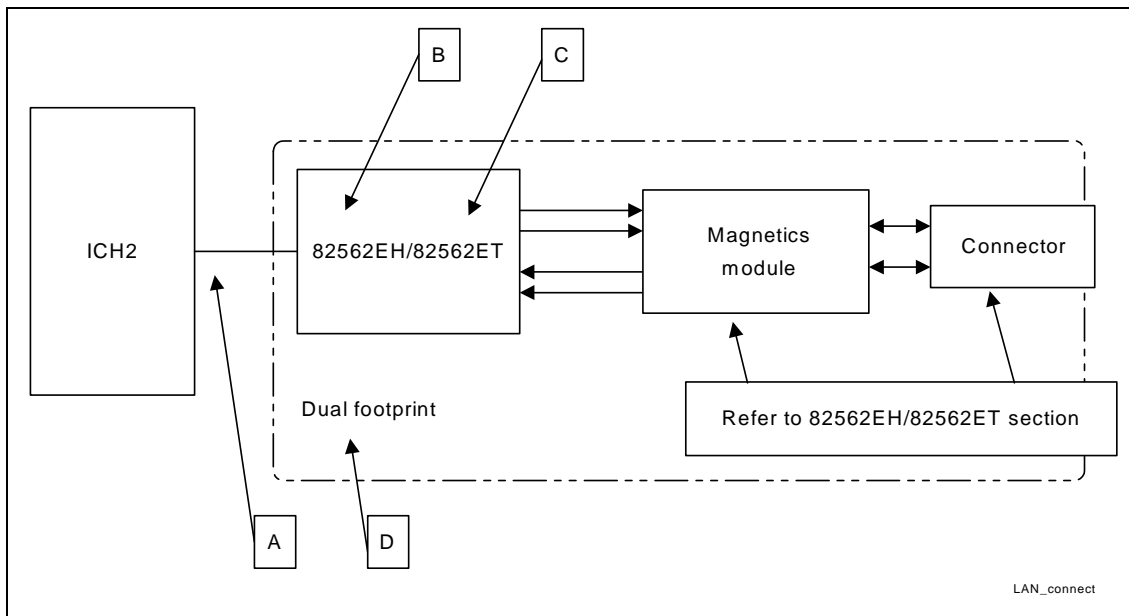 B
C
ICH2
82562EH/82562ET
Magnetics
module
Connector
Dual footprint
Refer to 82562EH/82562ET section
A
D
LAN_connect